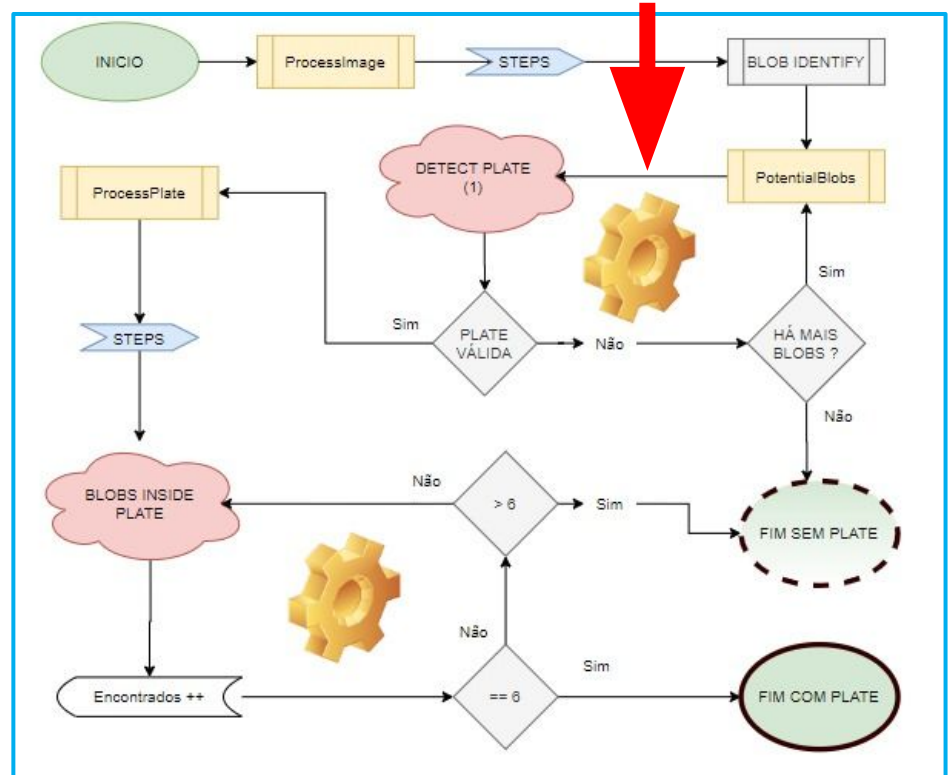 INICIO
ProcessImage
STEPS
BLOB IDENTIFY
DETECT PLATE
(1)
PotentialBlobs
ProcessPlate
Sim
Sim
PLATE
VÁLIDA
Não
HÁ MAIS
BLOBS ?
STEPS
Não
BLOBS INSIDE
PLATE
Não
> 6
Sim
FIM SEM PLATE
Não
Encontrados ++
== 6
Sim
FIM COM PLATE